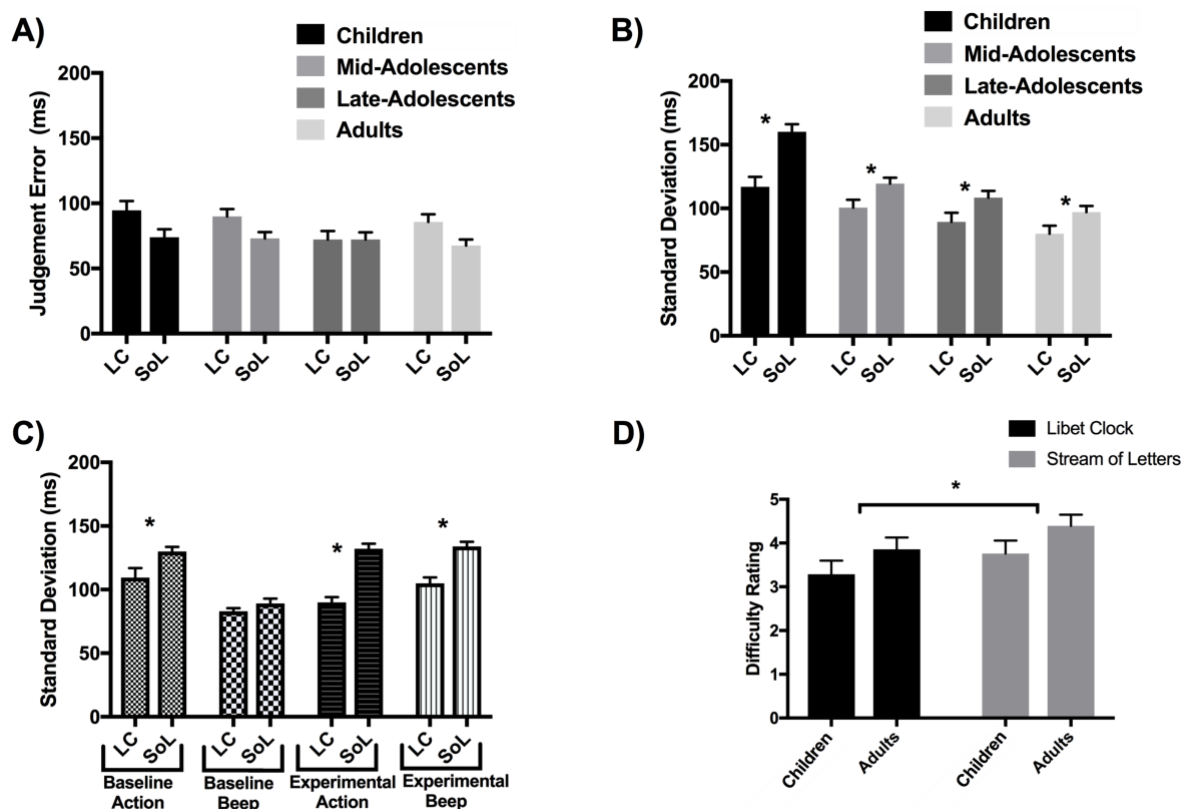 A)
Children
Mid-Adolescents
Late-Adolescents
Adults
Judgement Error (ms)
200
150
100
50
0
LC SoL LC SoL LC SoL LC SoL
B)
Children
Mid-Adolescents
Late-Adolescents
Adults
Standard Deviation (ms)
200
150
100
50
0
* * * *
LC SoL LC SoL LC SoL LC SoL
C)
Standard Deviation (ms)
200
150
100
50
0
* * *
LC SoL LC SoL LC SoL LC SoL
Baseline Action
Baseline Beep
Experimental Action
Experimental Beep
D)
Libet Clock
Stream of Letters
Difficulty Rating
5
4
3
2
1
0
*
Children Adults Children Adults